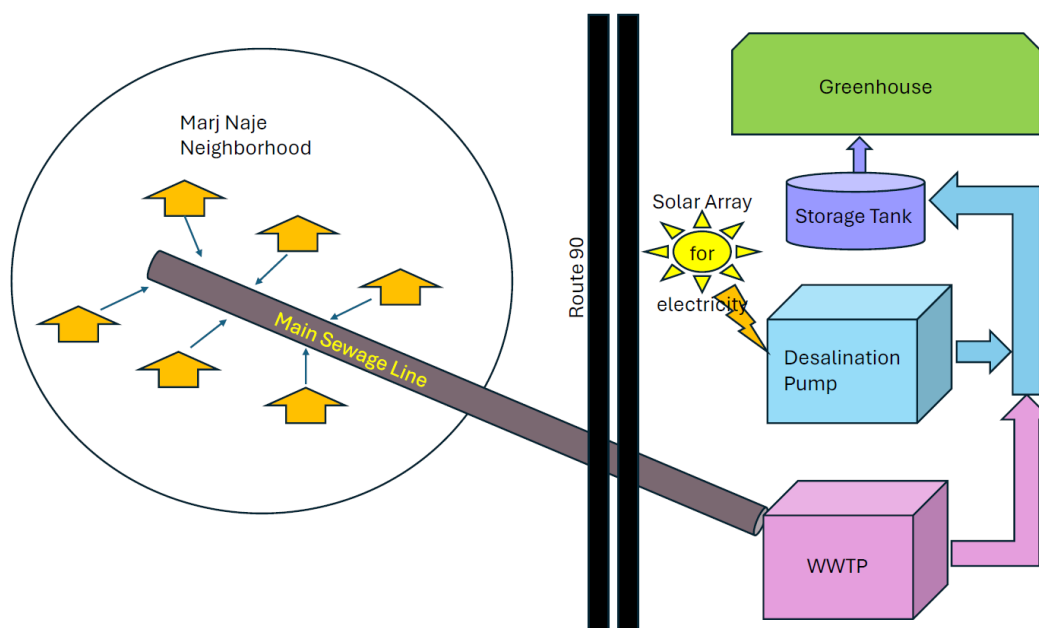 Marj Naje
Neighborhood
Main Sewage Line
Route 90
Greenhouse
Storage Tank
Solar Array
for
electricity
Desalination
Pump
WWTP